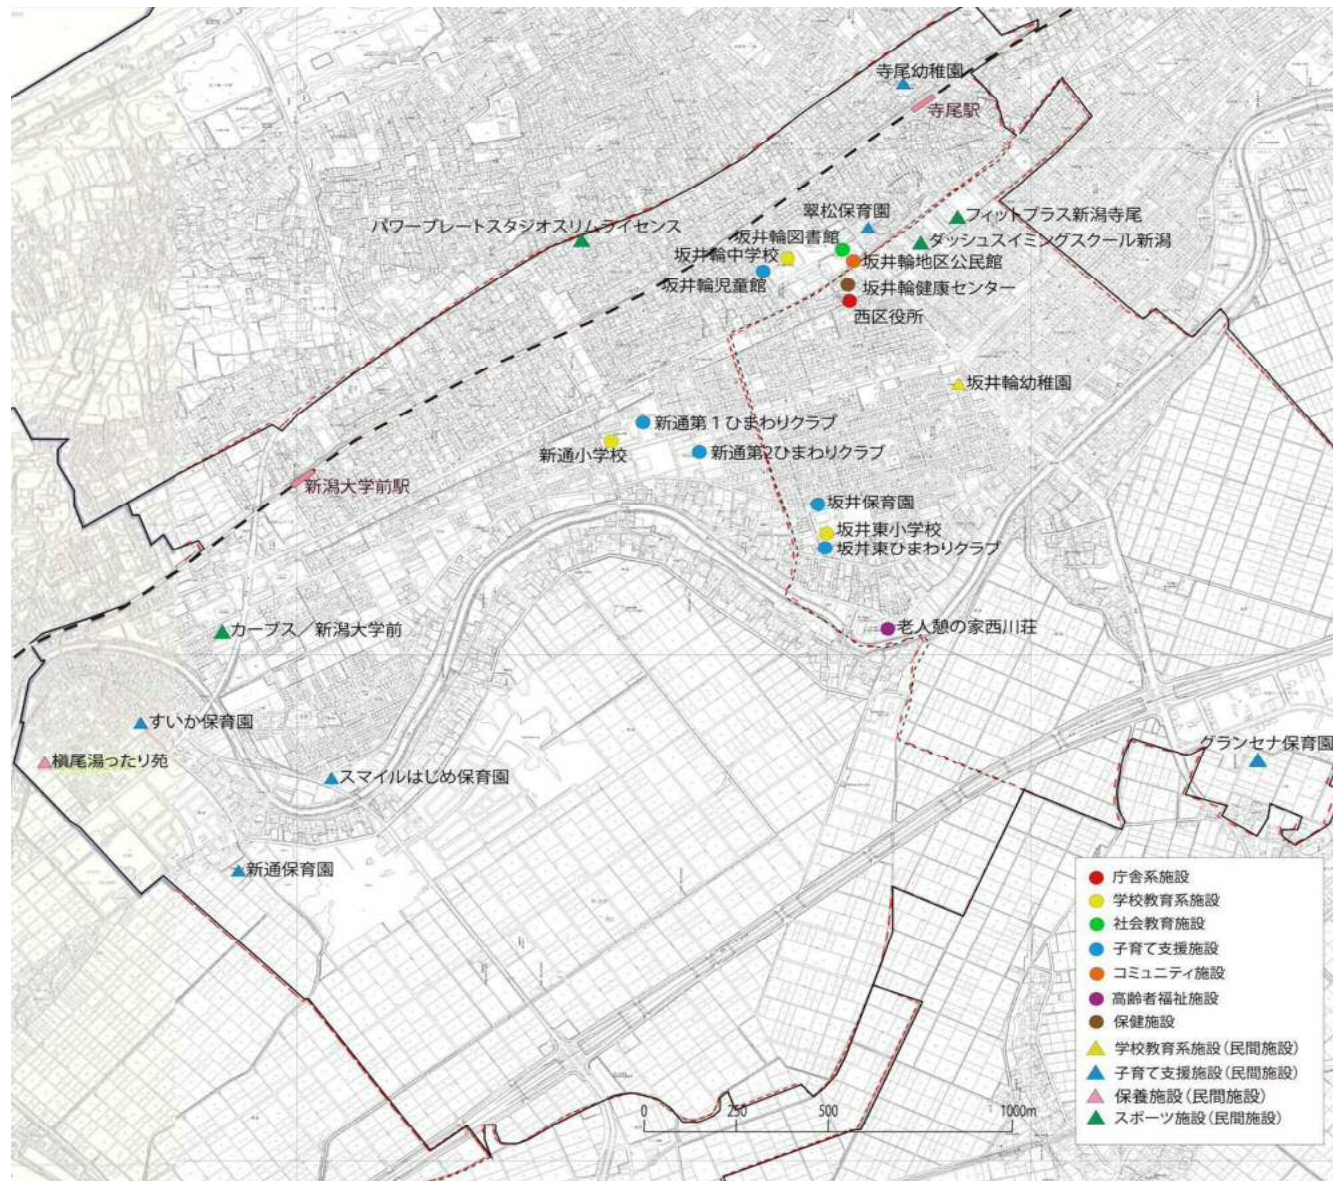 寺尾幼稚園
寺尾駅
翠松保育園
フィットプラス新潟寺尾
パワープレートスタジオスリムライセンス
坂井輪図書館
ダッシュスイミングスクール新潟
坂井輪中学校
坂井輪地区公民館
坂井輪児童館
坂井輪健康センター
西区役所
坂井輪幼稚園
新通第１ひまわりクラブ
新通小学校
新通第2ひまわりクラブ
新潟大学前駅
坂井保育園
坂井東小学校
坂井東ひまわりクラブ
カーブス／新潟大学前
老人憩の家西川荘
すいか保育園
グランセナ保育園
槇尾湯ったり苑
スマイルはじめ保育園
新通保育園
庁舎系施設
学校教育系施設
社会教育施設
子育て支援施設
コミュニティ施設
高齢者福祉施設
保健施設
学校教育系施設(民間施設)
子育て支援施設(民間施設)
保養施設(民間施設)
スポーツ施設(民間施設)
0 250 500 1000m